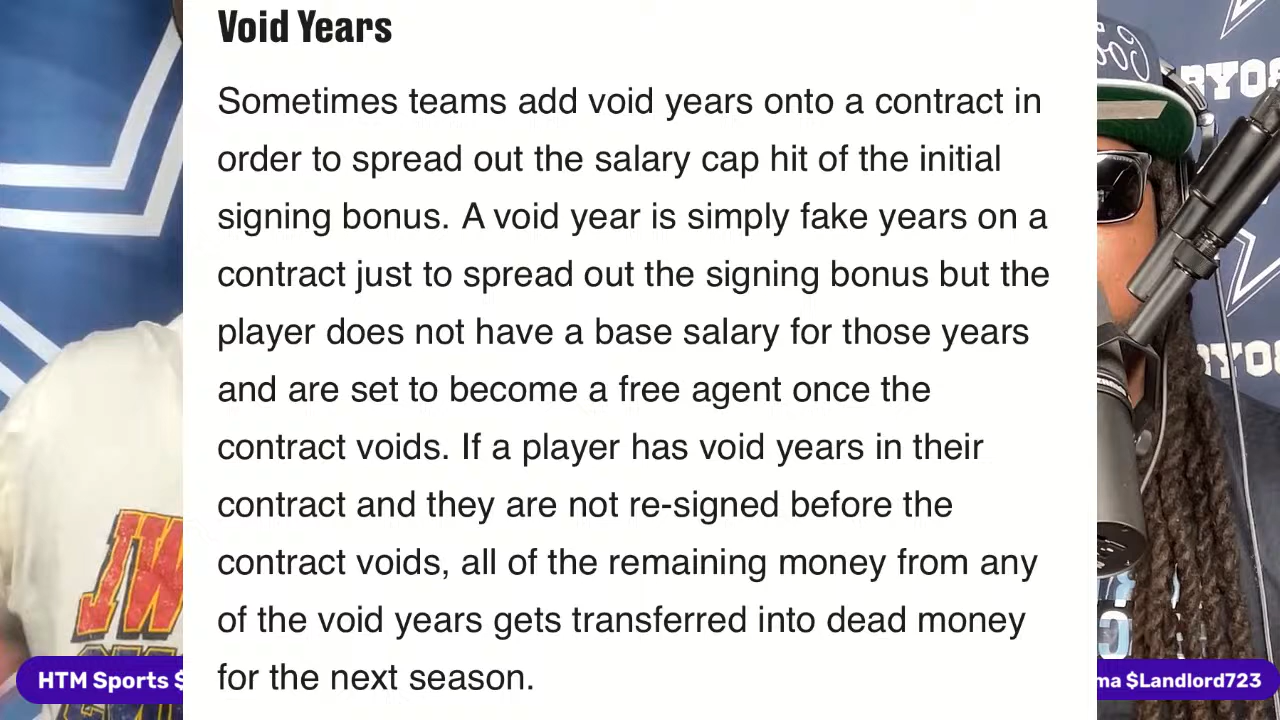 Void Years
Sometimes teams add void years onto a contract in
order to spread out the salary cap hit of the initial
signing bonus. A void year is simply fake years on a
contract just to spread out the signing bonus but the
player does not have a base salary for those years
and are set to become a free agent once the
contract voids. If a player has void years in their
contract and they are not re-signed before the
contract voids, all of the remaining money from any
of the void years gets transferred into dead money
for the next season.
HTM Sports $
ma $Landlord723
JW